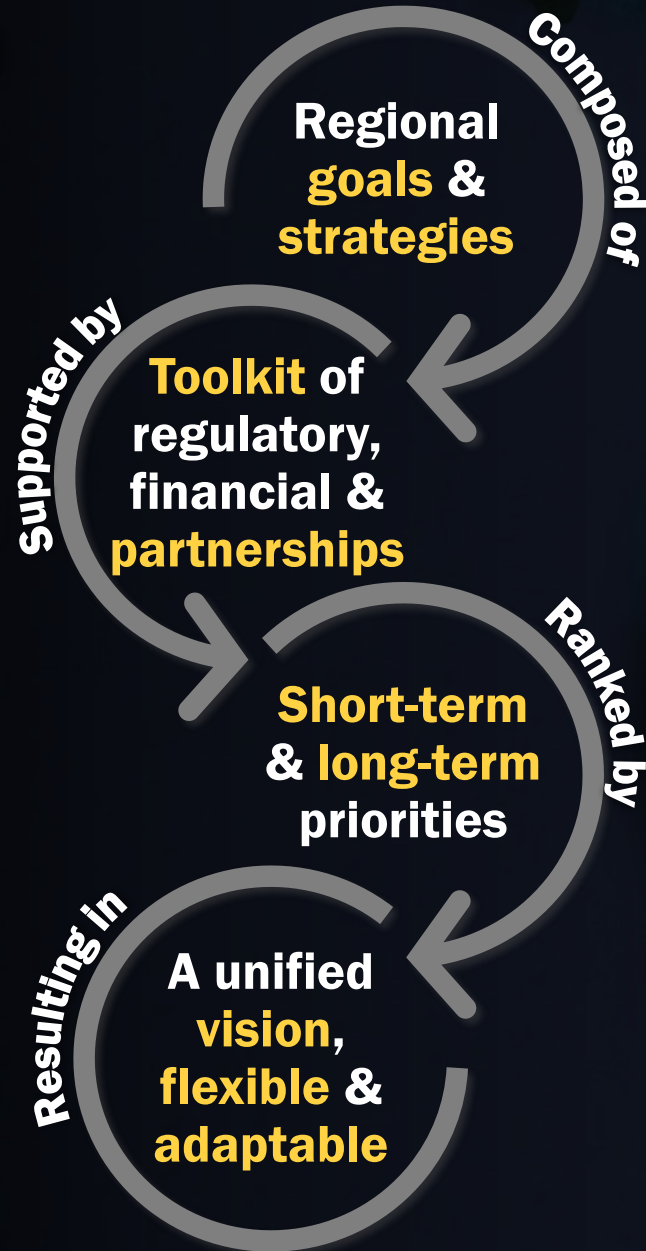 Composed of
Regional
goals &
strategies
Supported by
Toolkit of
regulatory,
financial &
partnerships
Ranked by
Short-term
& long-term
priorities
Resulting in
A unified
vision,
flexible &
adaptable